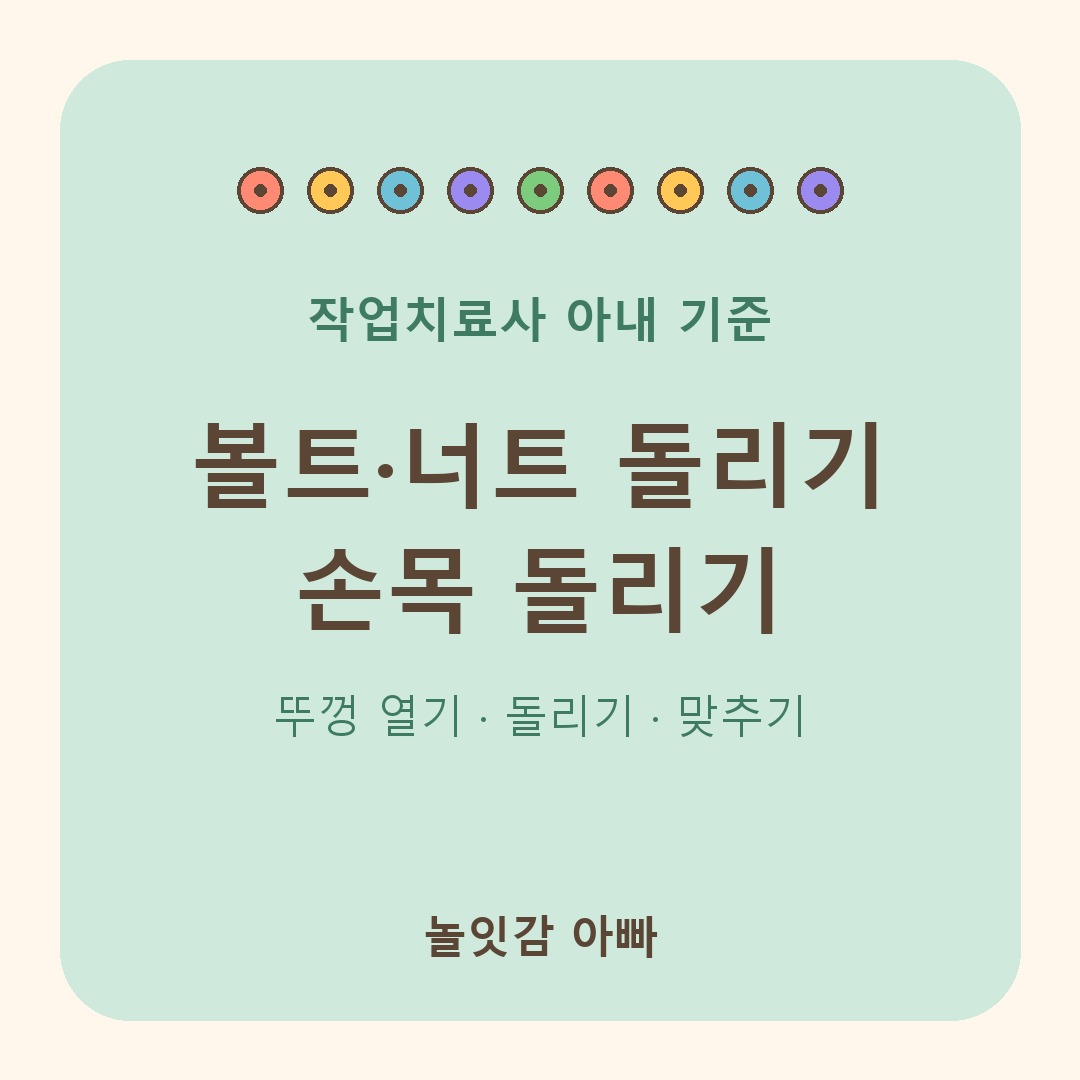 작업치료사 아내 기준
볼트·너트 돌리기
손목 돌리기
뚜껑 열기 · 돌리기 · 맞추기
놀잇감 아빠